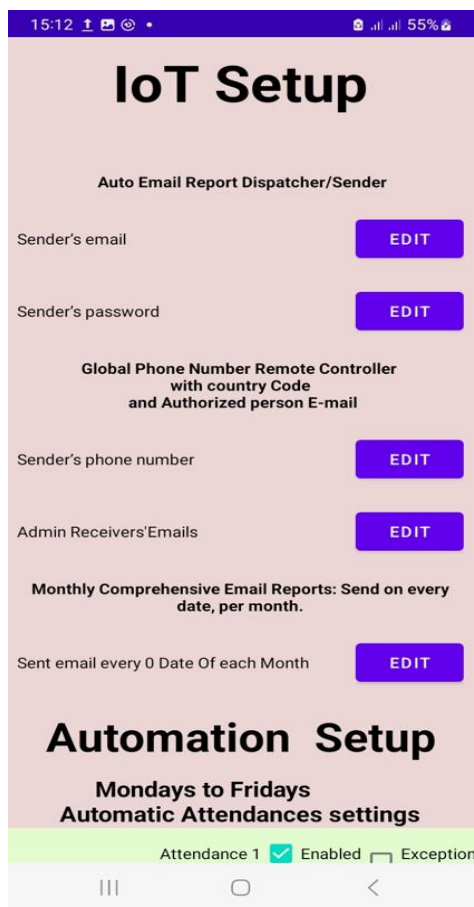 15:12 55%
IoT Setup
Auto Email Report Dispatcher/Sender
Sender's email EDIT
Sender's password EDIT
Global Phone Number Remote Controller
with country Code
and Authorized person E-mail
Sender's phone number EDIT
Admin Receivers'Emails EDIT
Monthly Comprehensive Email Reports: Send on every
date, per month.
Sent email every 0 Date Of each Month EDIT
Automation Setup
Mondays to Fridays
Automatic Attendances settings
Attendance 1 Enabled Exception